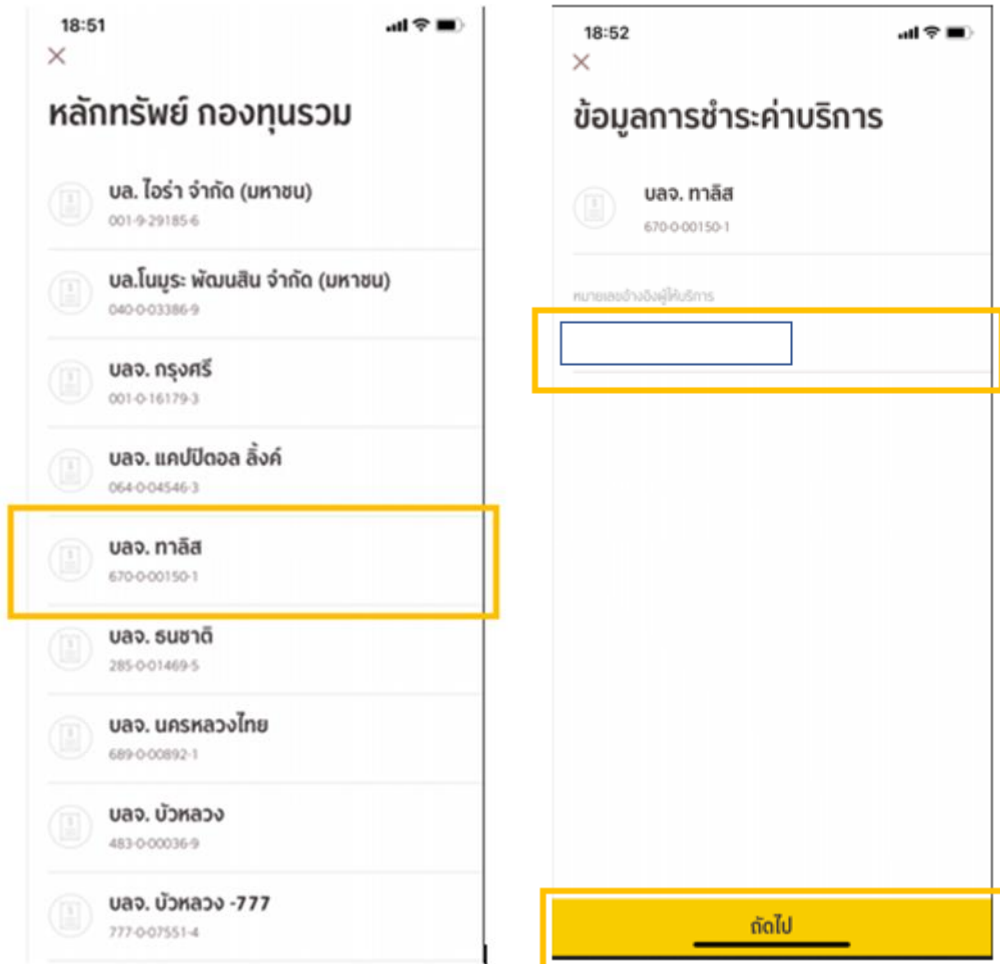 18:51
หลักทรัพย์ กองทุนรวม
บล. ไอร่า จำกัด (มหาชน)
001-9-29185-6
บล.โนมูระ พัฒนสิน จำกัด (มหาชน)
040-0-03386-9
บลจ. กรุงศรี
001-0-16179-3
บลจ. แคปปิตอล ลิ้งค์
064-0-04546-3
บลจ. ทาลิส
670-0-00150-1
บลจ. ธนชาติ
285-0-01469-5
บลจ. นครหลวงไทย
689-0-00892-1
บลจ. บัวหลวง
483-0-00036-9
บลจ. บัวหลวง -777
777-0-07551-4
18:52
ข้อมูลการชำระค่าบริการ
บลจ. ทาลิส
670-0-00150-1
หมายเลขอ้างอิงผู้ให้บริการ
ถัดไป